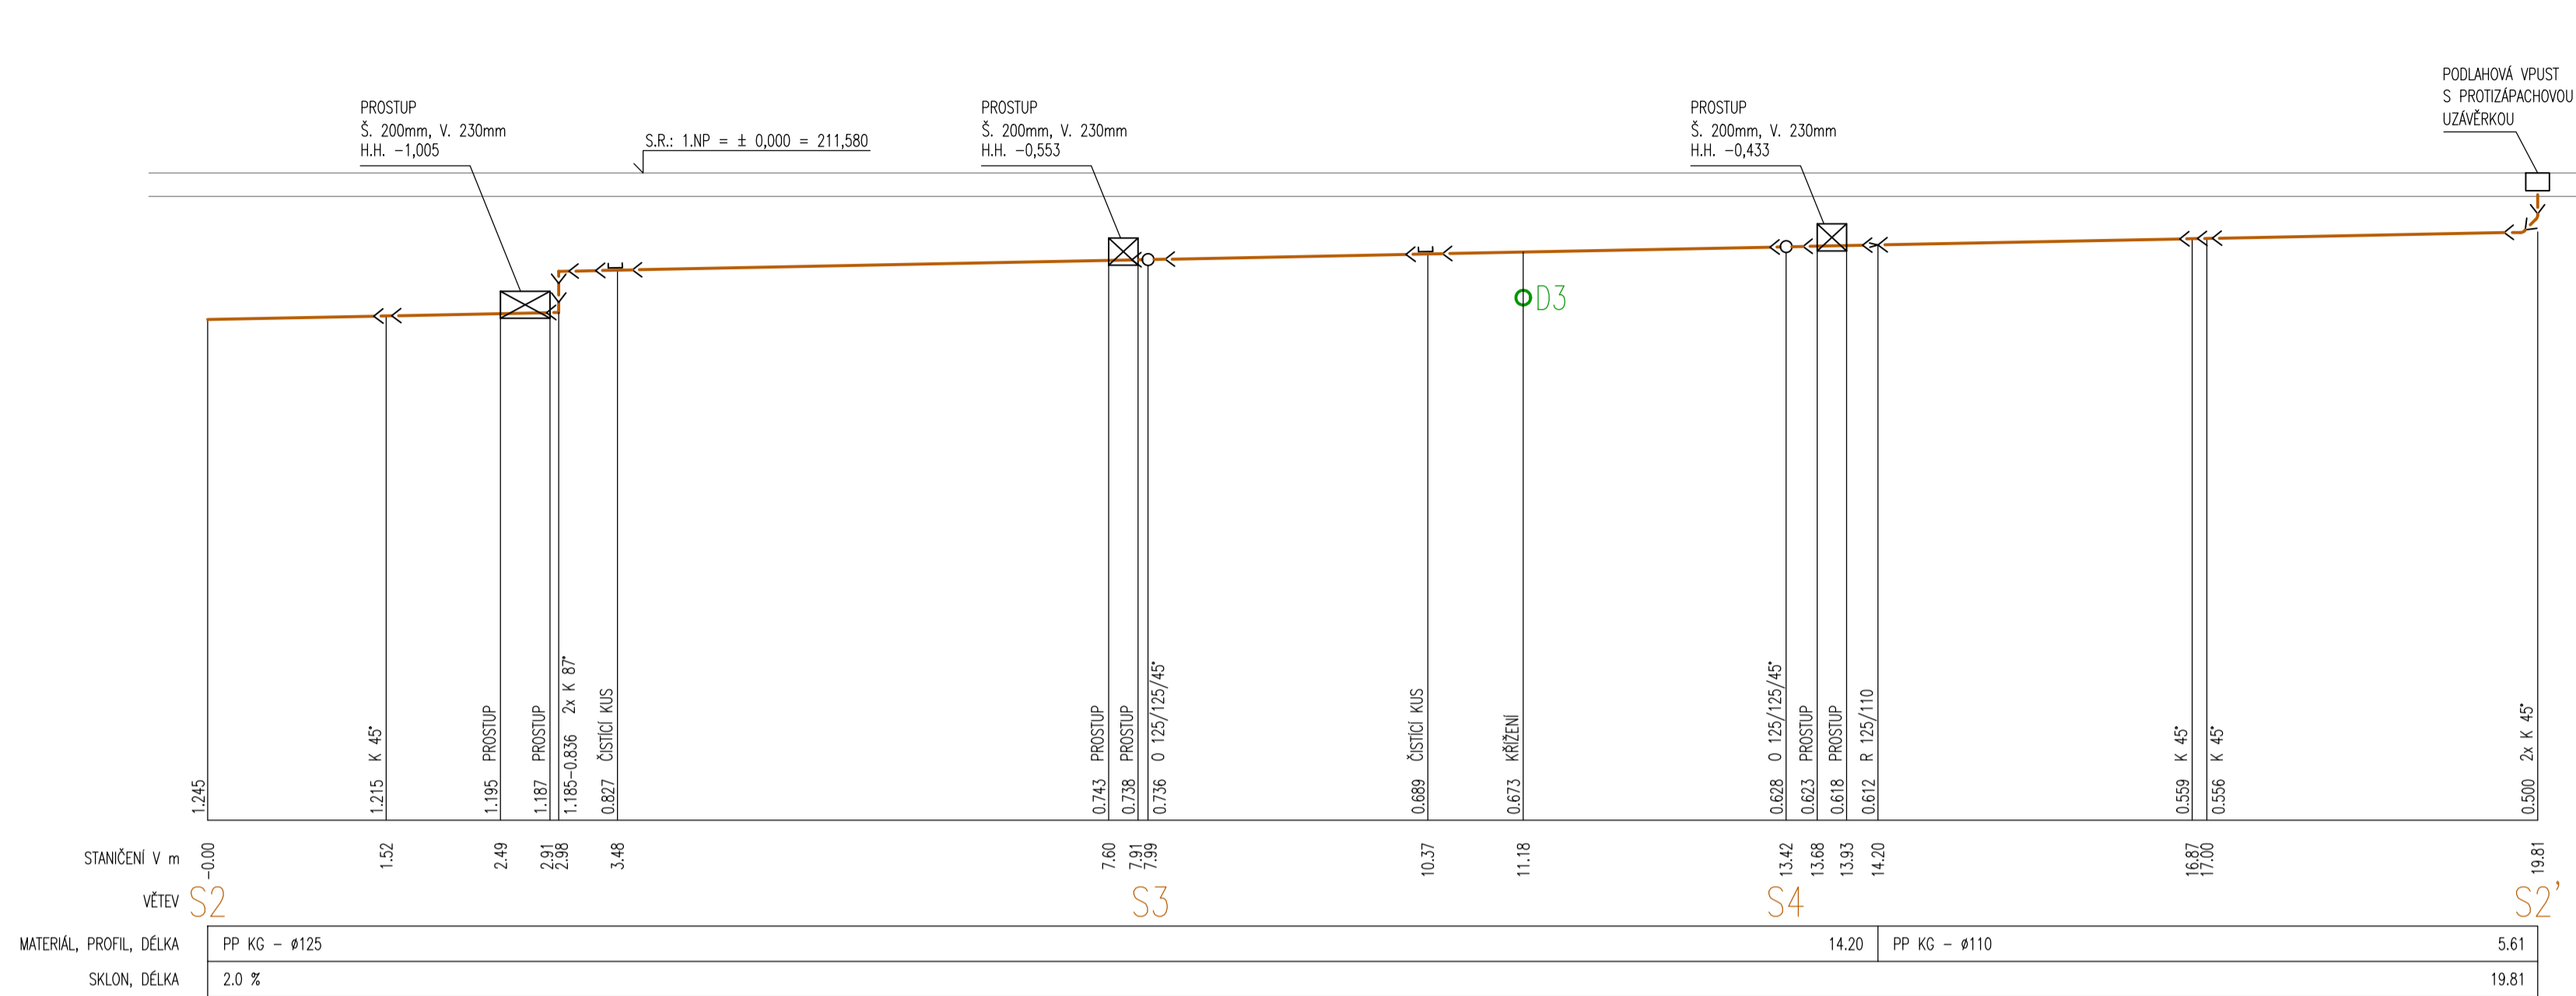 PODLAHOVÁ VPUST
S PROTIZÁPACHOVOU
UZÁVĚRKOU
PROSTUP
Š. 200mm, V. 230mm
H.H. −1,005
S.R.: 1.NP = ± 0,000 = 211,580
PROSTUP
Š. 200mm, V. 230mm
H.H. −0,553
PROSTUP
Š. 200mm, V. 230mm
H.H. −0,433
D3
1.245
1.215 K 45°
1.195 PROSTUP
1.187 PROSTUP
1.185−0.836 2x K 87°
0.827 ČISTÍCÍ KUS
0.743 PROSTUP
0.738 PROSTUP
0.736 O 125/125/45°
0.689 ČISTÍCÍ KUS
0.673 KŘÍŽENÍ
0.628 O 125/125/45°
0.623 PROSTUP
0.618 PROSTUP
0.612 R 125/110
0.559 K 45°
0.556 K 45°
0.500 2x K 45°
STANIČENÍ V m −0.00 1.52 2.49 2.91 2.98 3.48 7.60 7.91 7.99 10.37 11.18 13.42 13.68 13.93 14.20 16.87 17.00 19.81
VĚTEV S2 S3 S4 S2'
MATERIÁL, PROFIL, DÉLKA PP KG − ø125 14.20 PP KG − ø110 5.61
SKLON, DÉLKA 2.0 % 19.81